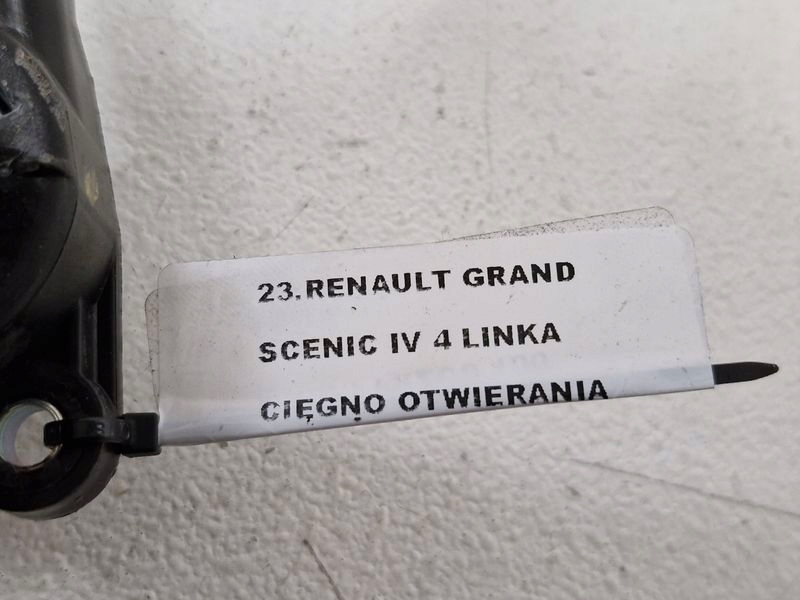 23.RENAULT GRAND
SCENIC IV 4 LINKA
CIĘGNO OTWIERANIA